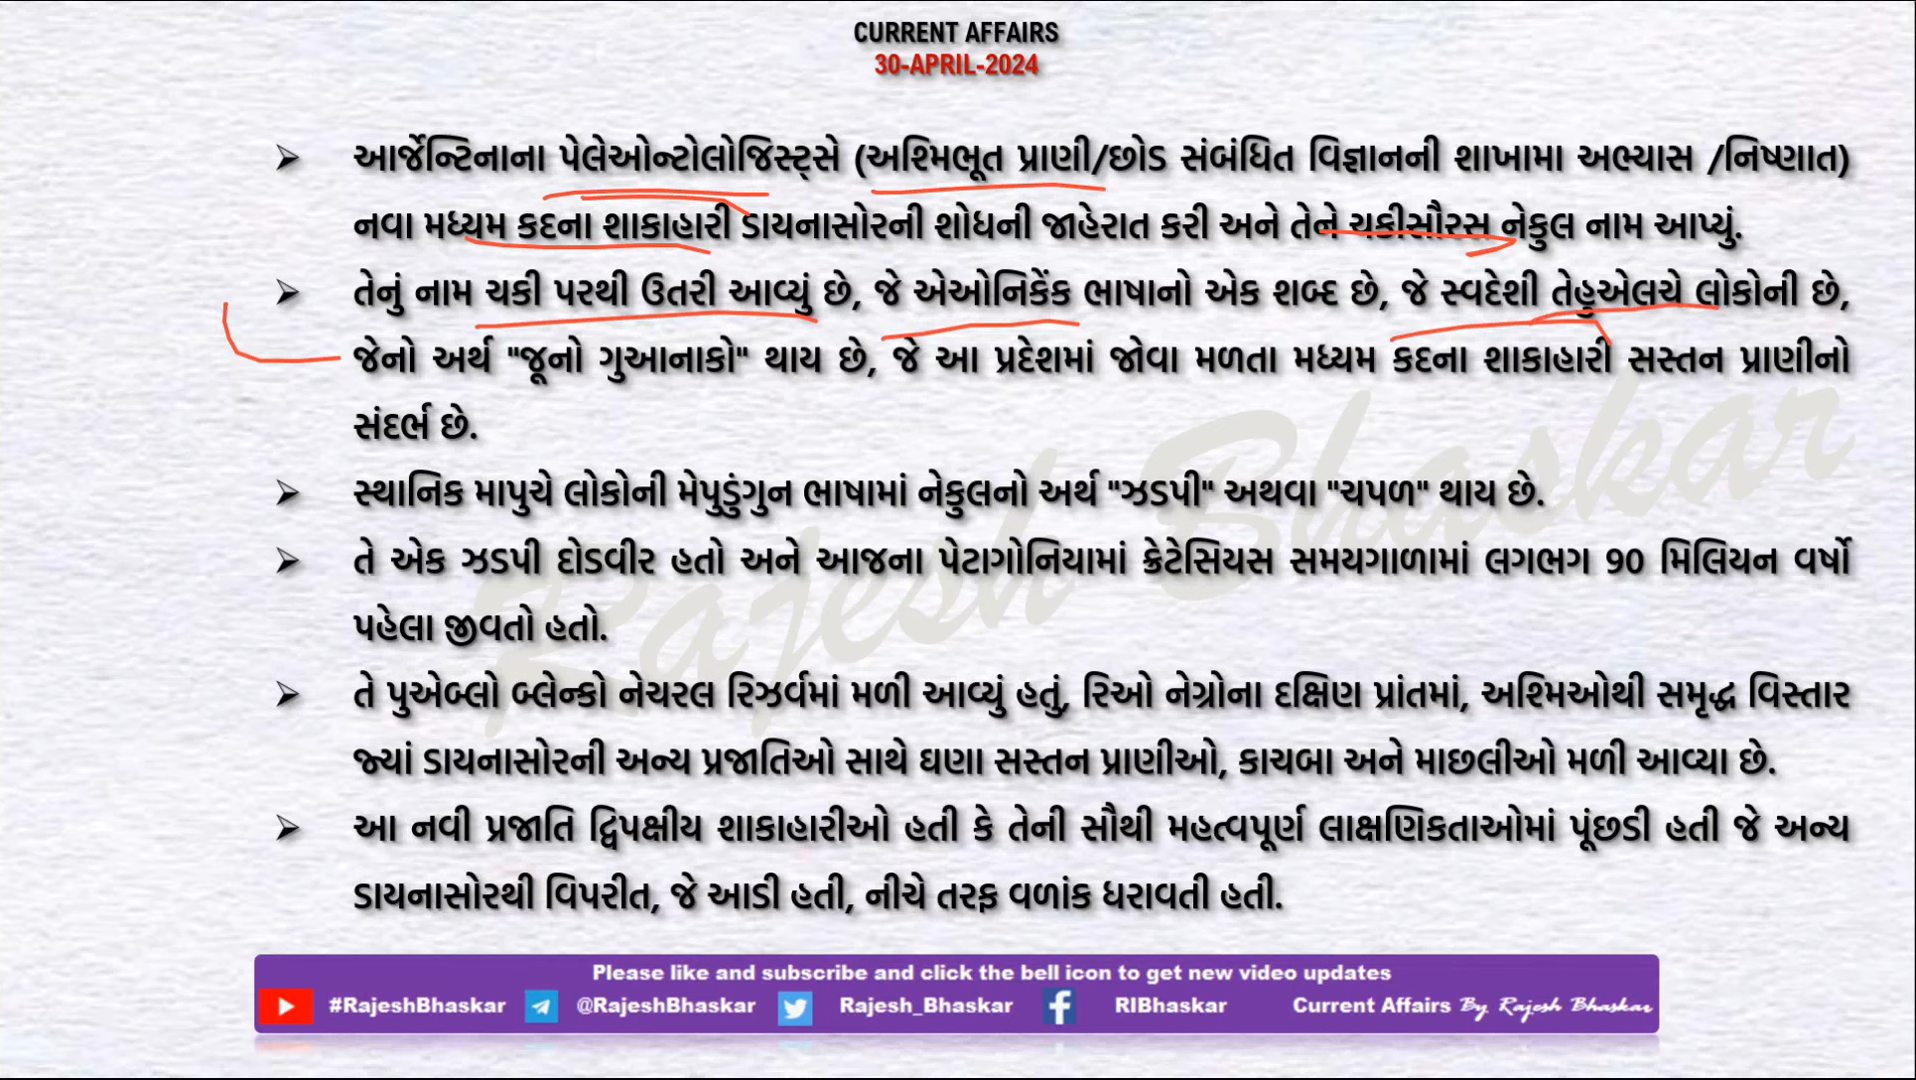 CURRENT AFFAIRS
30-APRIL-2024
➢ આર્જેન્ટિનાના પેલેઓન્ટોલોજિસ્ટ્સે (અશ્મિભૂત પ્રાણી/છોડ સંબંધિત વિજ્ઞાનની શાખામા અભ્યાસ /નિષ્ણાત)
નવા મધ્યમ કદના શાકાહારી ડાયનાસોરની શોધની જાહેરાત કરી અને તેને ચકીસૌરસ નેકુલ નામ આપ્યું.
➢ તેનું નામ ચકી પરથી ઉતરી આવ્યું છે, જે એઓનિકેંક ભાષાનો એક શબ્દ છે, જે સ્વદેશી તેહુએલચે લોકોની છે,
જેનો અર્થ "જૂનો ગુઆનાકો" થાય છે, જે આ પ્રદેશમાં જોવા મળતા મધ્યમ કદના શાકાહારી સસ્તન પ્રાણીનો
સંદર્ભ છે.
➢ સ્થાનિક માપુચે લોકોની મેપુડુંગુન ભાષામાં નેકુલનો અર્થ "ઝડપી" અથવા "ચપળ" થાય છે.
➢ તે એક ઝડપી દોડવીર હતો અને આજના પેટાગોનિયામાં ક્રેટેસિયસ સમયગાળામાં લગભગ 90 મિલિયન વર્ષો
પહેલા જીવતો હતો.
➢ તે પુએબ્લો બ્લેન્કો નેચરલ રિઝર્વમાં મળી આવ્યું હતું, રિઓ નેગ્રોના દક્ષિણ પ્રાંતમાં, અશ્મિઓથી સમૃદ્ધ વિસ્તાર
જ્યાં ડાયનાસોરની અન્ય પ્રજાતિઓ સાથે ઘણા સસ્તન પ્રાણીઓ, કાચબા અને માછલીઓ મળી આવ્યા છે.
➢ આ નવી પ્રજાતિ દ્વિપક્ષીય શાકાહારીઓ હતી કે તેની સૌથી મહત્વપૂર્ણ લાક્ષણિકતાઓમાં પૂંછડી હતી જે અન્ય
ડાયનાસોરથી વિપરીત, જે આડી હતી, નીચે તરફ વળાંક ધરાવતી હતી.
Rajesh Bhaskar
Please like and subscribe and click the bell icon to get new video updates
#RajeshBhaskar @RajeshBhaskar Rajesh_Bhaskar RIBhaskar Current Affairs By Rajesh Bhaskar